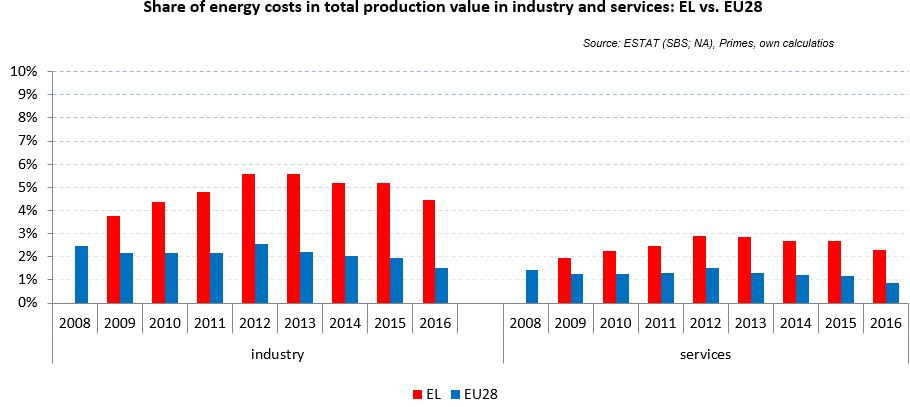 Share of energy costs in total production value in industry and services: EL vs. EU28
Source: ESTAT (SBS; NA), Primes, own calculatios
10%
9%
8%
7%
6%
5%
4%
3%
2%
1%
0%
2008 2009 2010 2011 2012 2013 2014 2015 2016 2008 2009 2010 2011 2012 2013 2014 2015 2016
industry services
EL EU28